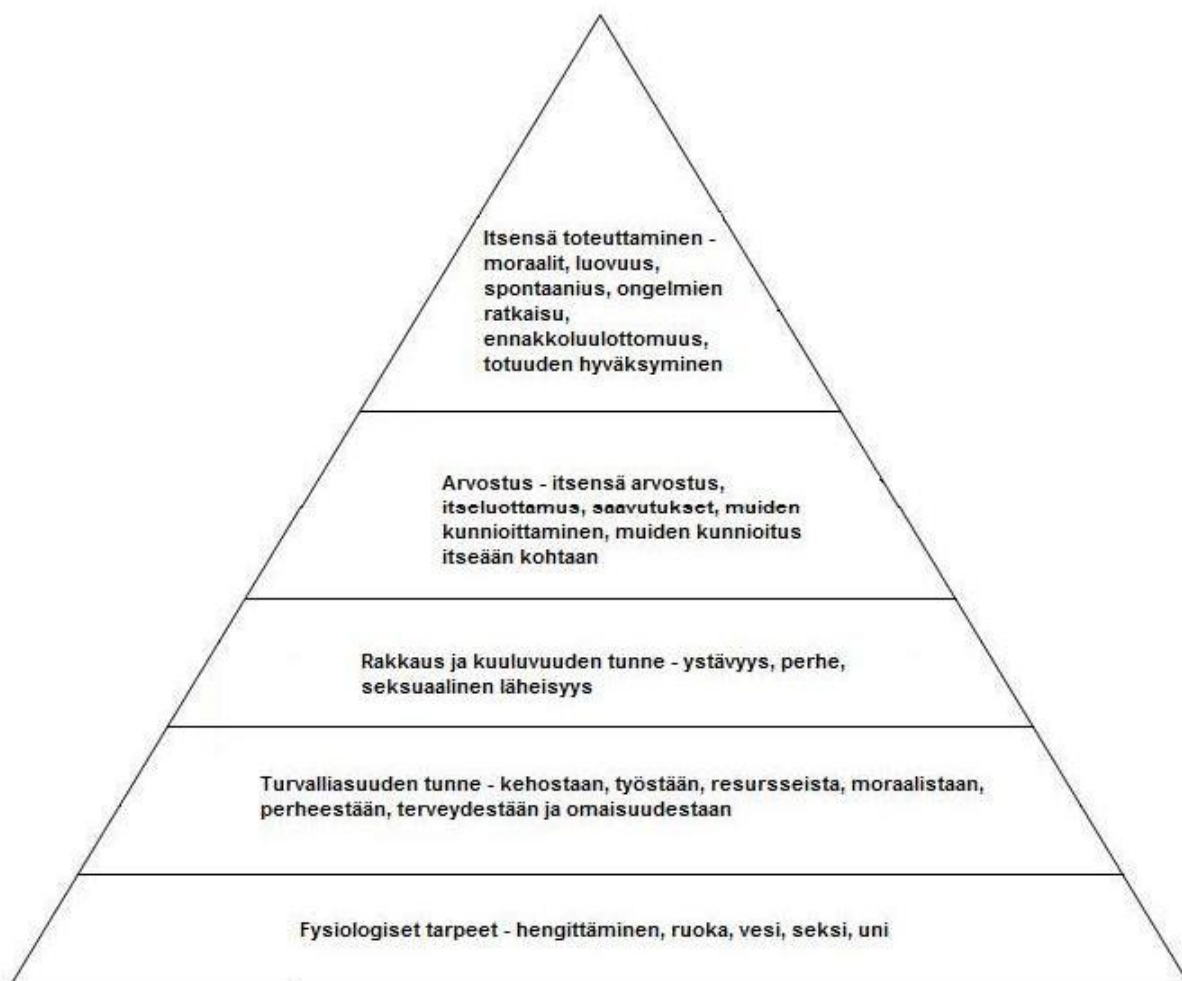 Itsensä toteuttaminen -
moraalit, luovuus,
spontaanius, ongelmien
ratkaisu,
ennakkoluulottomuus,
totuuden hyväksyminen
Arvostus - itsensä arvostus,
itseluottamus, saavutukset, muiden
kunnioittaminen, muiden kunnioitus
itseään kohtaan
Rakkaus ja kuuluvuuden tunne - ystävyys, perhe,
seksuaalinen läheisyys
Turvalliasuuden tunne - kehostaan, työstään, resursseista, moraalistaan,
perheestään, terveydestään ja omaisuudestaan
Fysiologiset tarpeet - hengittäminen, ruoka, vesi, seksi, uni